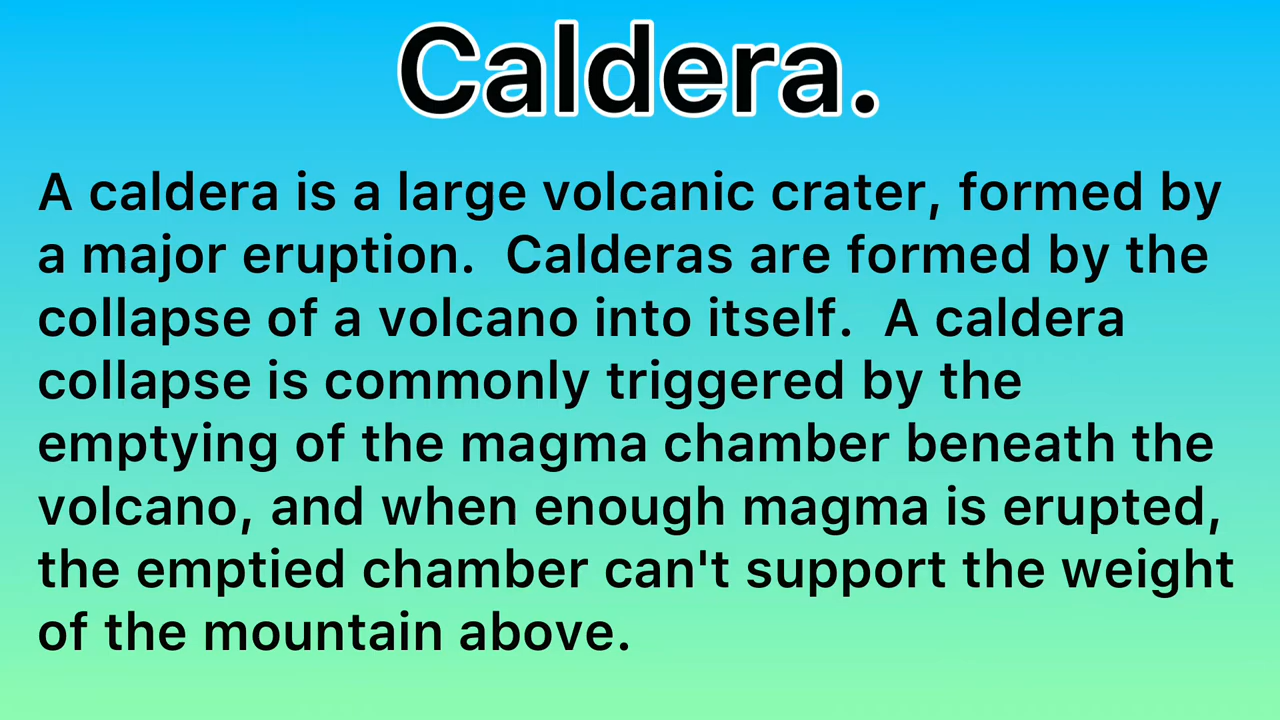 Caldera.
A caldera is a large volcanic crater, formed by
a major eruption.  Calderas are formed by the
collapse of a volcano into itself.  A caldera
collapse is commonly triggered by the
emptying of the magma chamber beneath the
volcano, and when enough magma is erupted,
the emptied chamber can't support the weight
of the mountain above.